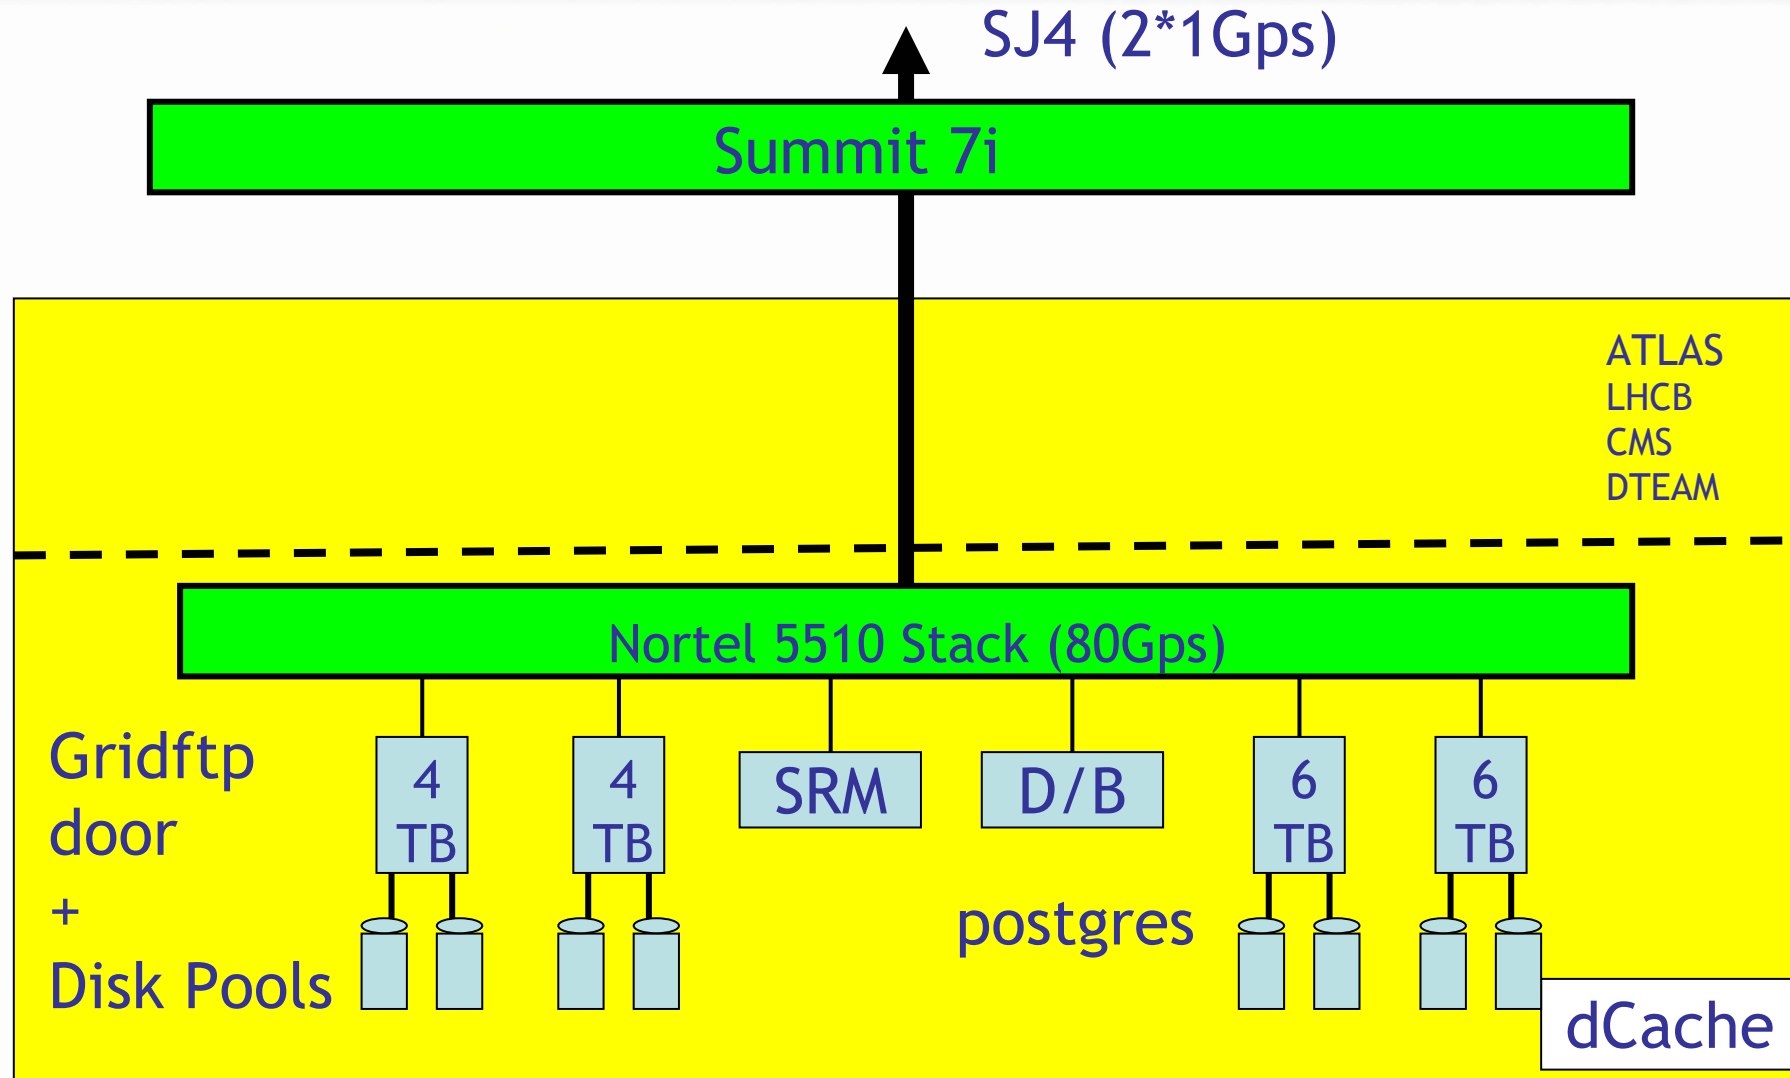 SJ4 (2*1Gps)
Summit 7i
ATLAS
LHCB
CMS
DTEAM
Nortel 5510 Stack (80Gps)
Gridftp
door
+
Disk Pools
4
TB
4
TB
SRM
D/B
postgres
6
TB
6
TB
dCache